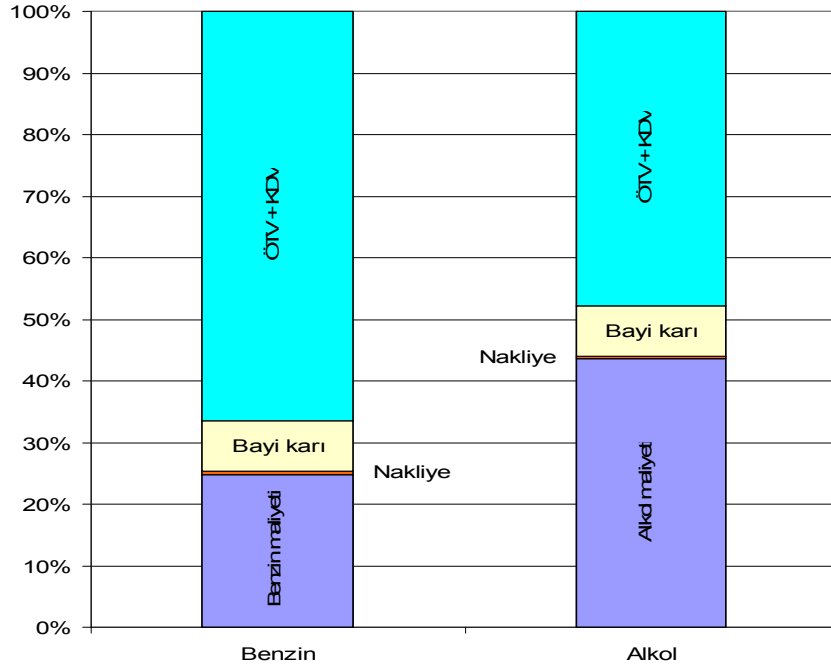 100%
90%
80%
70%
60%
50%
40%
30%
20%
10%
0%
ÖTV + KDV
Bayi karı
Nakliye
Benzin maliyeti
ÖTV + KDV
Bayi karı
Nakliye
Alkol maliyeti
Benzin
Alkol